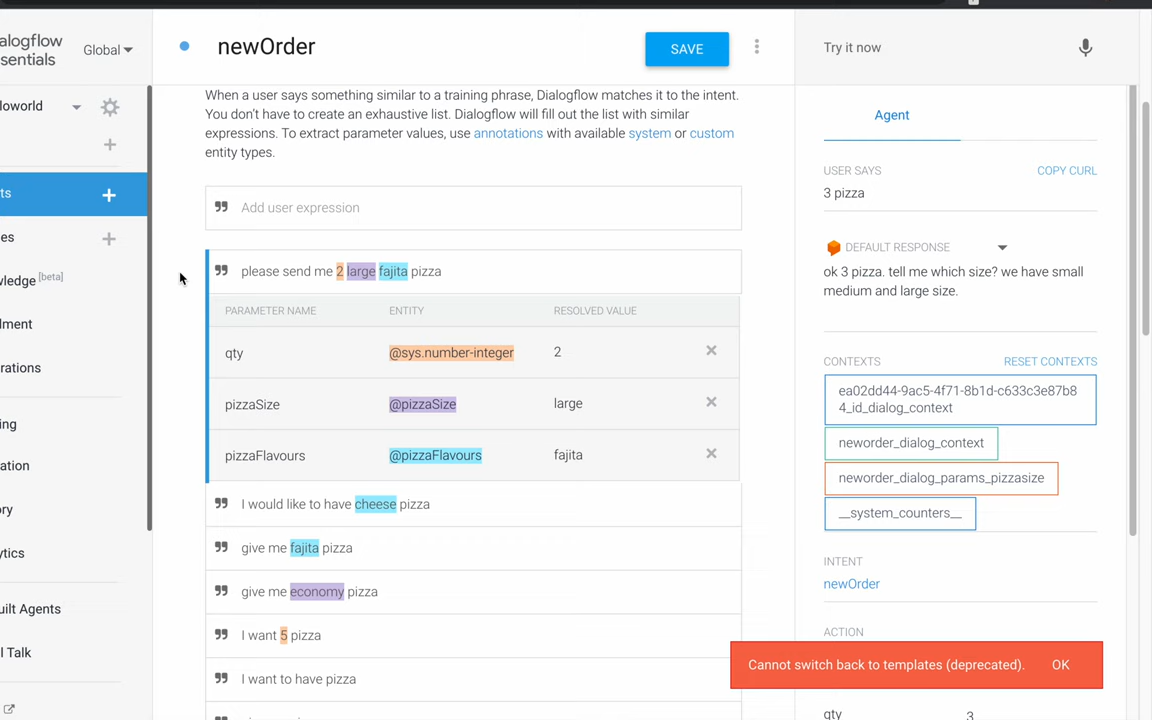 alogflow
sentials
Global
loworld
ts
es
wledge [beta]
lment
rations
ing
ation
ory
ytics
uilt Agents
l Talk
newOrder
SAVE
When a user says something similar to a training phrase, Dialogflow matches it to the intent.
You don't have to create an exhaustive list. Dialogflow will fill out the list with similar
expressions. To extract parameter values, use annotations with available system or custom
entity types.
Add user expression
please send me 2 large fajita pizza
PARAMETER NAME ENTITY RESOLVED VALUE
qty @sys.number-integer 2
pizzaSize @pizzaSize large
pizzaFlavours @pizzaFlavours fajita
I would like to have cheese pizza
give me fajita pizza
give me economy pizza
I want 5 pizza
I want to have pizza
Try it now
Agent
USER SAYS COPY CURL
3 pizza
DEFAULT RESPONSE
ok 3 pizza. tell me which size? we have small
medium and large size.
CONTEXTS RESET CONTEXTS
ea02dd44-9ac5-4f71-8b1d-c633c3e87b8
4_id_dialog_context
neworder_dialog_context
neworder_dialog_params_pizzasize
__system_counters__
INTENT
newOrder
ACTION
Cannot switch back to templates (deprecated). OK
qty 3